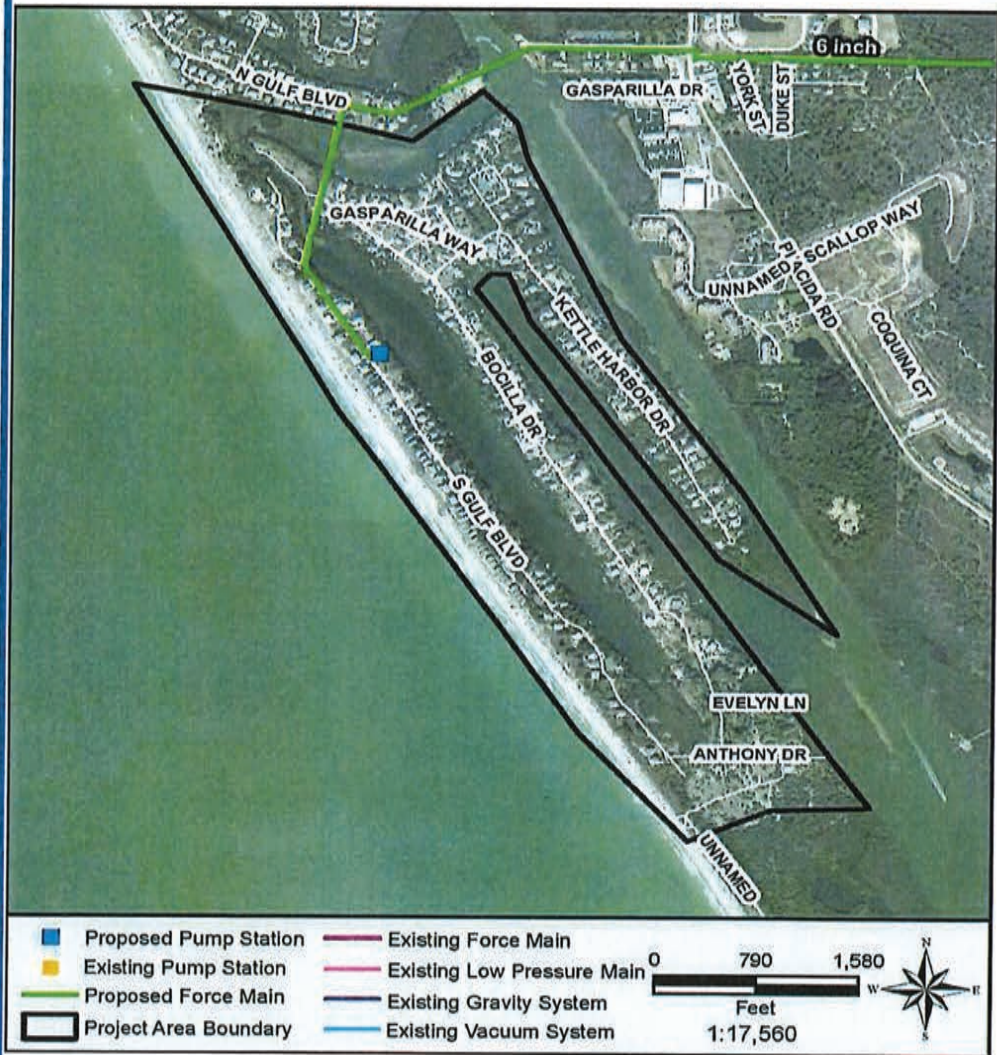 6 inch
N GULF BLVD
GASPARILLA DR
YORK ST
DUKE ST
GASPARILLA WAY
UNNAMED
SCALLOP WAY
PLACIDA RD
COQUINA CT
KETTLE HARBOR DR
BOCILLA DR
S GULF BLVD
EVELYN LN
ANTHONY DR
UNNAMED
Proposed Pump Station
Existing Pump Station
Proposed Force Main
Project Area Boundary
Existing Force Main
Existing Low Pressure Main
Existing Gravity System
Existing Vacuum System
0 790 1,580
Feet
1:17,560
N
W
E
S